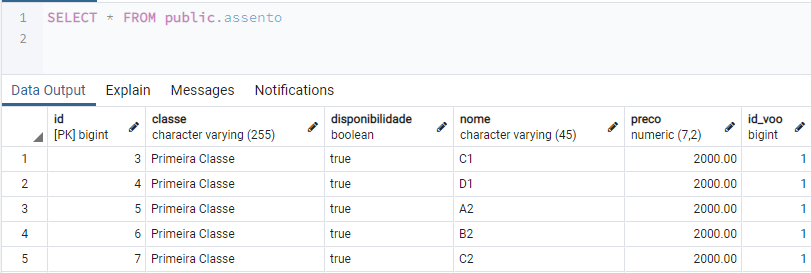 1 SELECT * FROM public.assento
2
Data Output Explain Messages Notifications
id classe disponibilidade nome preco id_voo
[PK] bigint character varying (255) boolean character varying (45) numeric (7,2) bigint
1 3 Primeira Classe true C1 2000.00 1
2 4 Primeira Classe true D1 2000.00 1
3 5 Primeira Classe true A2 2000.00 1
4 6 Primeira Classe true B2 2000.00 1
5 7 Primeira Classe true C2 2000.00 1